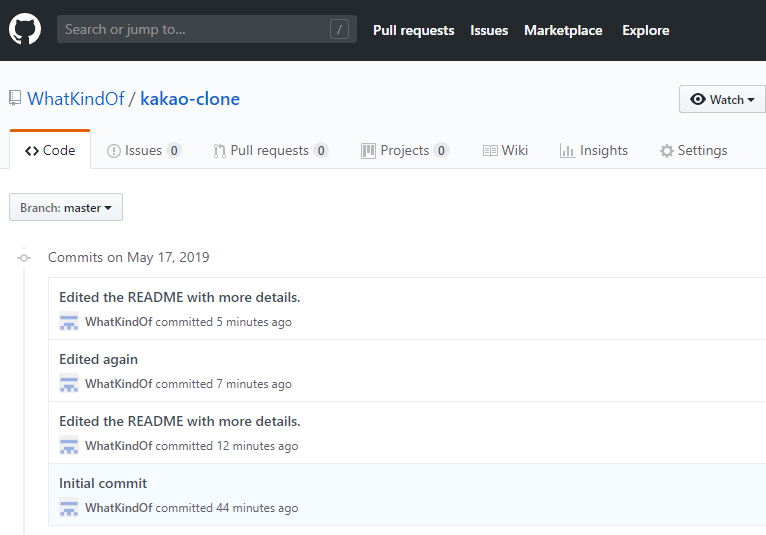 Search or jump to... /
Pull requests Issues Marketplace Explore
WhatKindOf / kakao-clone
Watch
Code Issues 0 Pull requests 0 Projects 0 Wiki Insights Settings
Branch: master
Commits on May 17, 2019
Edited the README with more details.
WhatKindOf committed 5 minutes ago
Edited again
WhatKindOf committed 7 minutes ago
Edited the README with more details.
WhatKindOf committed 12 minutes ago
Initial commit
WhatKindOf committed 44 minutes ago